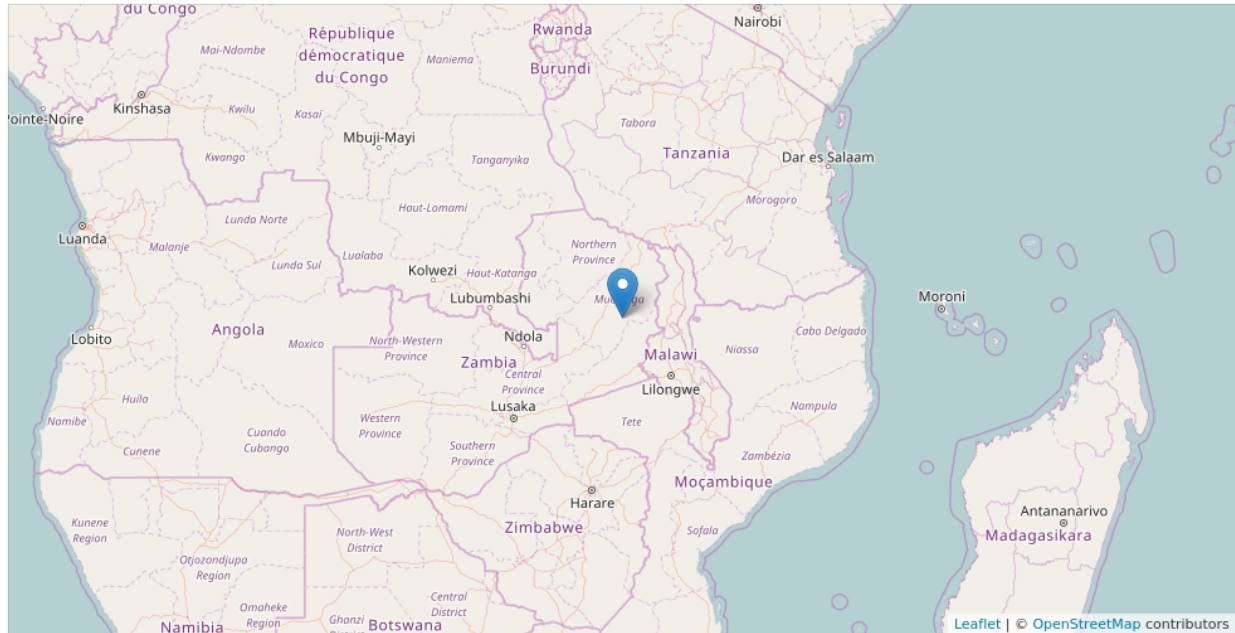 du Congo
Nairobi
Rwanda
République
démocratique
du Congo
Mai-Ndombe
Maniema
Burundi
Kinshasa
Pointe-Noire
Kwilu
Kasaï
Tabora
Mbuji-Mayi
Tanzania
Dar es Salaam
Kwango
Tanganyika
Morogoro
Haut-Lomami
Lunda Norte
Luanda
Malanje
Lunda Sul
Lualaba
Northern
Province
Kolwezi
Haut-Katanga
Lubumbashi
Moroni
Angola
Lobito
Moxico
North-Western
Province
Ndola
Cabo Delgado
Niassa
Zambia
Malawi
Central
Province
Lilongwe
Huíla
Namibe
Lusaka
Western
Province
Nampula
Tete
Cuando
Cubango
Cunene
Southern
Province
Zambézia
Moçambique
Harare
Kunene
Region
North-West
District
Zimbabwe
Sofala
Antananarivo
Madagasikara
Otjozondjupa
Region
Omaheke
Region
Central
District
Ghanzi
Namibia
Botswana
Leaflet | © OpenStreetMap contributors